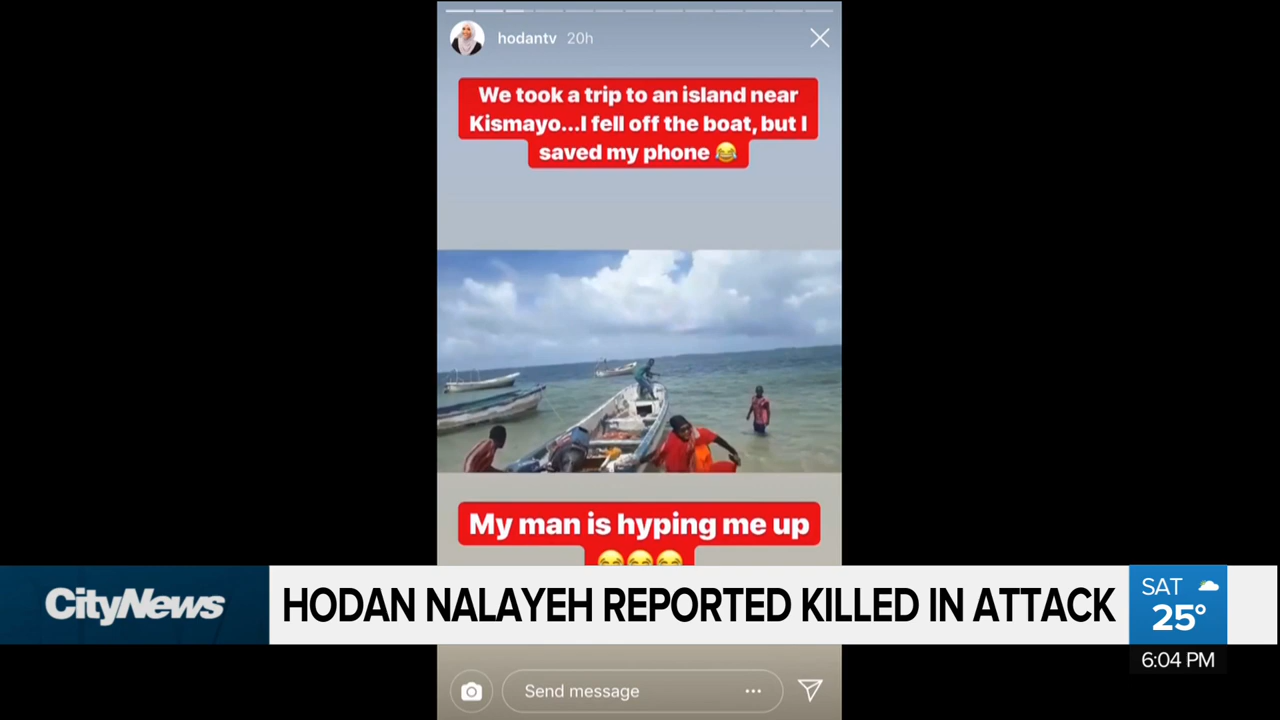 hodantv 20h
We took a trip to an island near
Kismayo...I fell off the boat, but I
saved my phone 😂
My man is hyping me up
😭😭😭
CityNews
HODAN NALAYEH REPORTED KILLED IN ATTACK
SAT
25°
6:04 PM
Send message